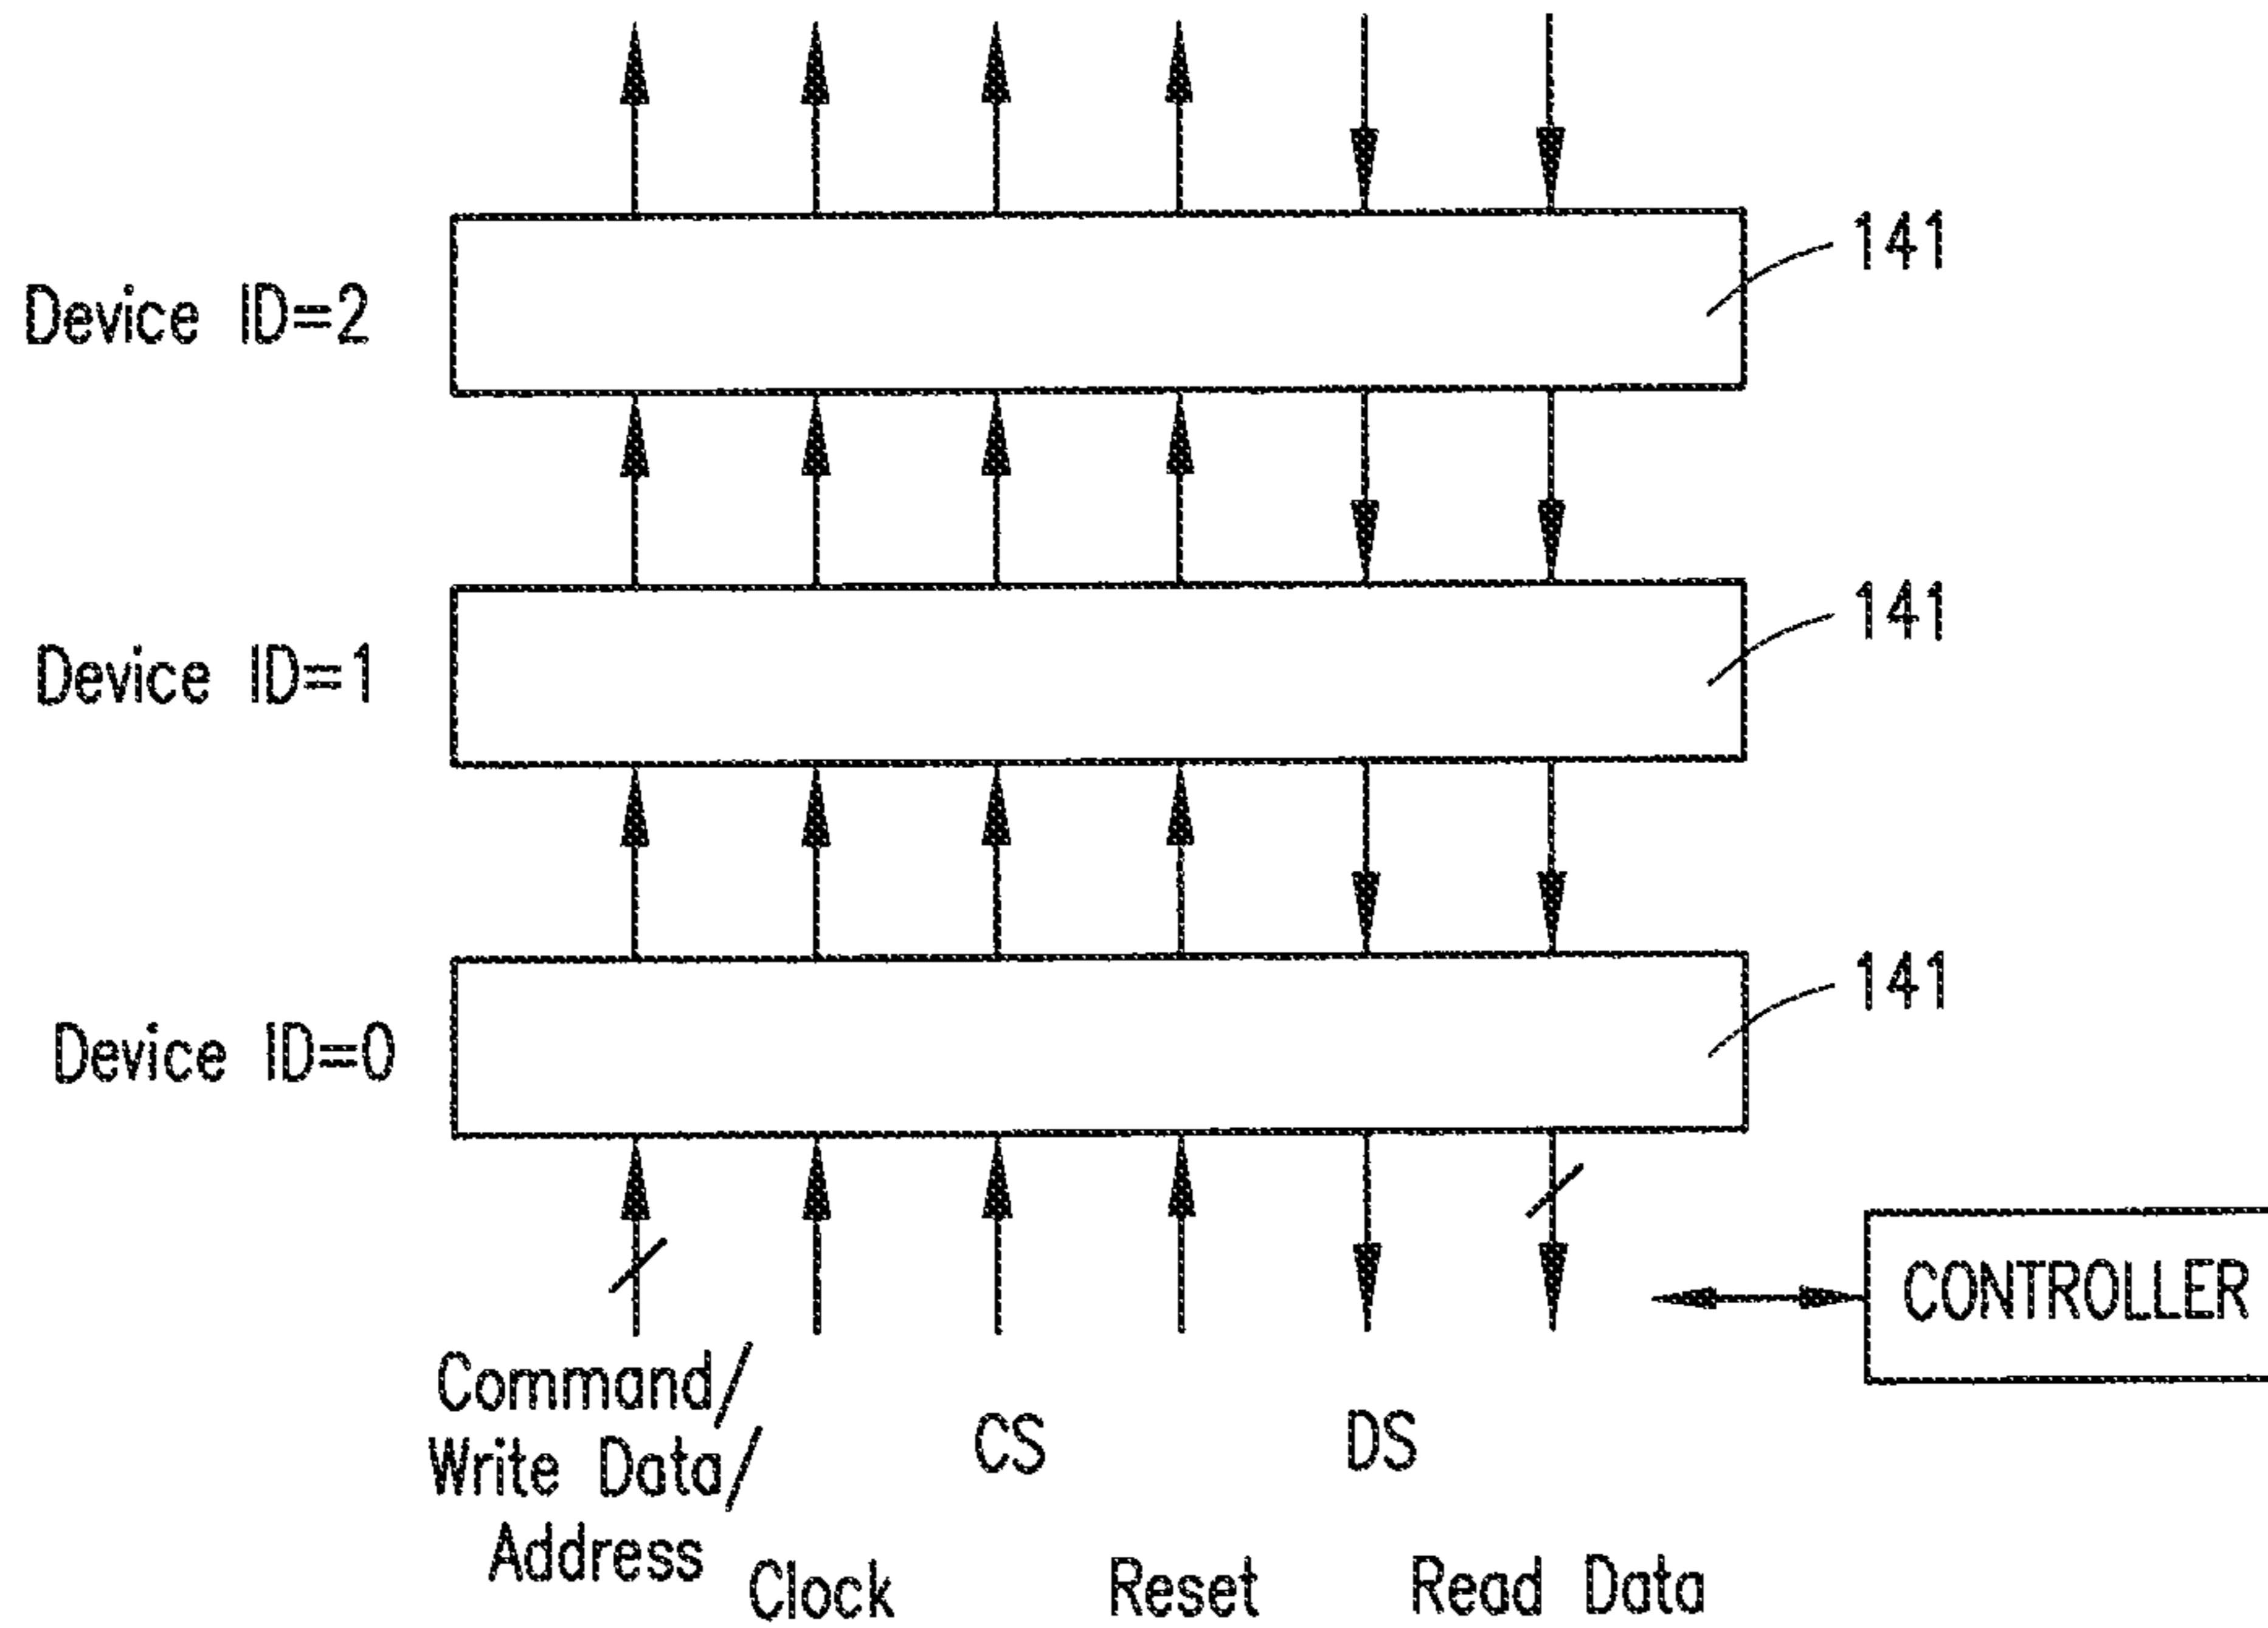 Device ID=2
141
Device ID=1
141
Device ID=0
141
CONTROLLER
Command/
Write Data/
Address
Clock
CS
Reset
DS
Read Data